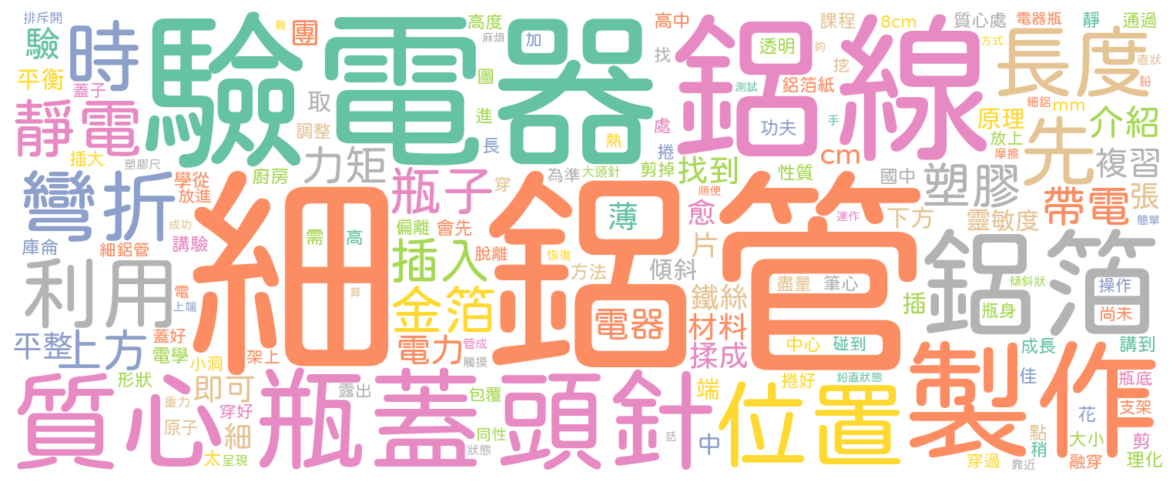 排斥開
難
驗
時
團
高度
麻煩
加
圖
高中
找
透明
課程
8cm
挖
質心處
方式
電器瓶
靜
通過
直狀
平衡
蓋子
驗電器
鋁線
長度
夠
測試
鋁箔紙
鉛
細鋁
mm
靜電
取
調整
進
長
熱
處
功夫
手
原理
放上
先
介紹
摩擦
插大
塑膠尺
廚房
力矩
瓶子
捲
剪掉
大頭針
找到
性質
為準
穿
順便
國中
塑膠
複習
彎折
學從
放進
成功
細鋁管
講驗
庫侖
需
高
算
偏離
會先
薄
愈
運作
下方
靈敏度
帶電
張
簡單
細鋁管
利用
插入
脫離
恢復
方法
傾斜
片
鋁箔
傾斜狀
操作
電
上端
金箔
電器
鐵絲
盡量
筆心
插
瓶身
尚未
平整
上方
蓋好
電學
小洞
架上
電力
管成
觸摸
材料
揉成
中心
碰到
製作
成長
講到
質心
形狀
重力
即可
穿好
原子
細
太
呈現
瓶蓋
露出
包覆
同性
狀態
頭針
話
端
中
鉛直狀態
捲好
位置
佳
瓶底
支架
花
點
稍
大小
剪
穿過
靠近
融穿
理化